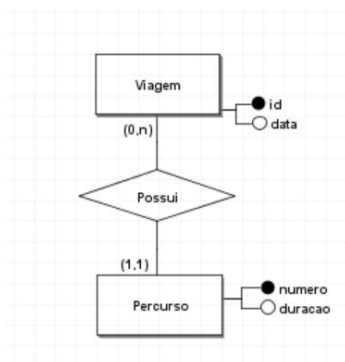 Viagem
id
data
(0,n)
Possui
(1,1)
numero
Percurso
duracao